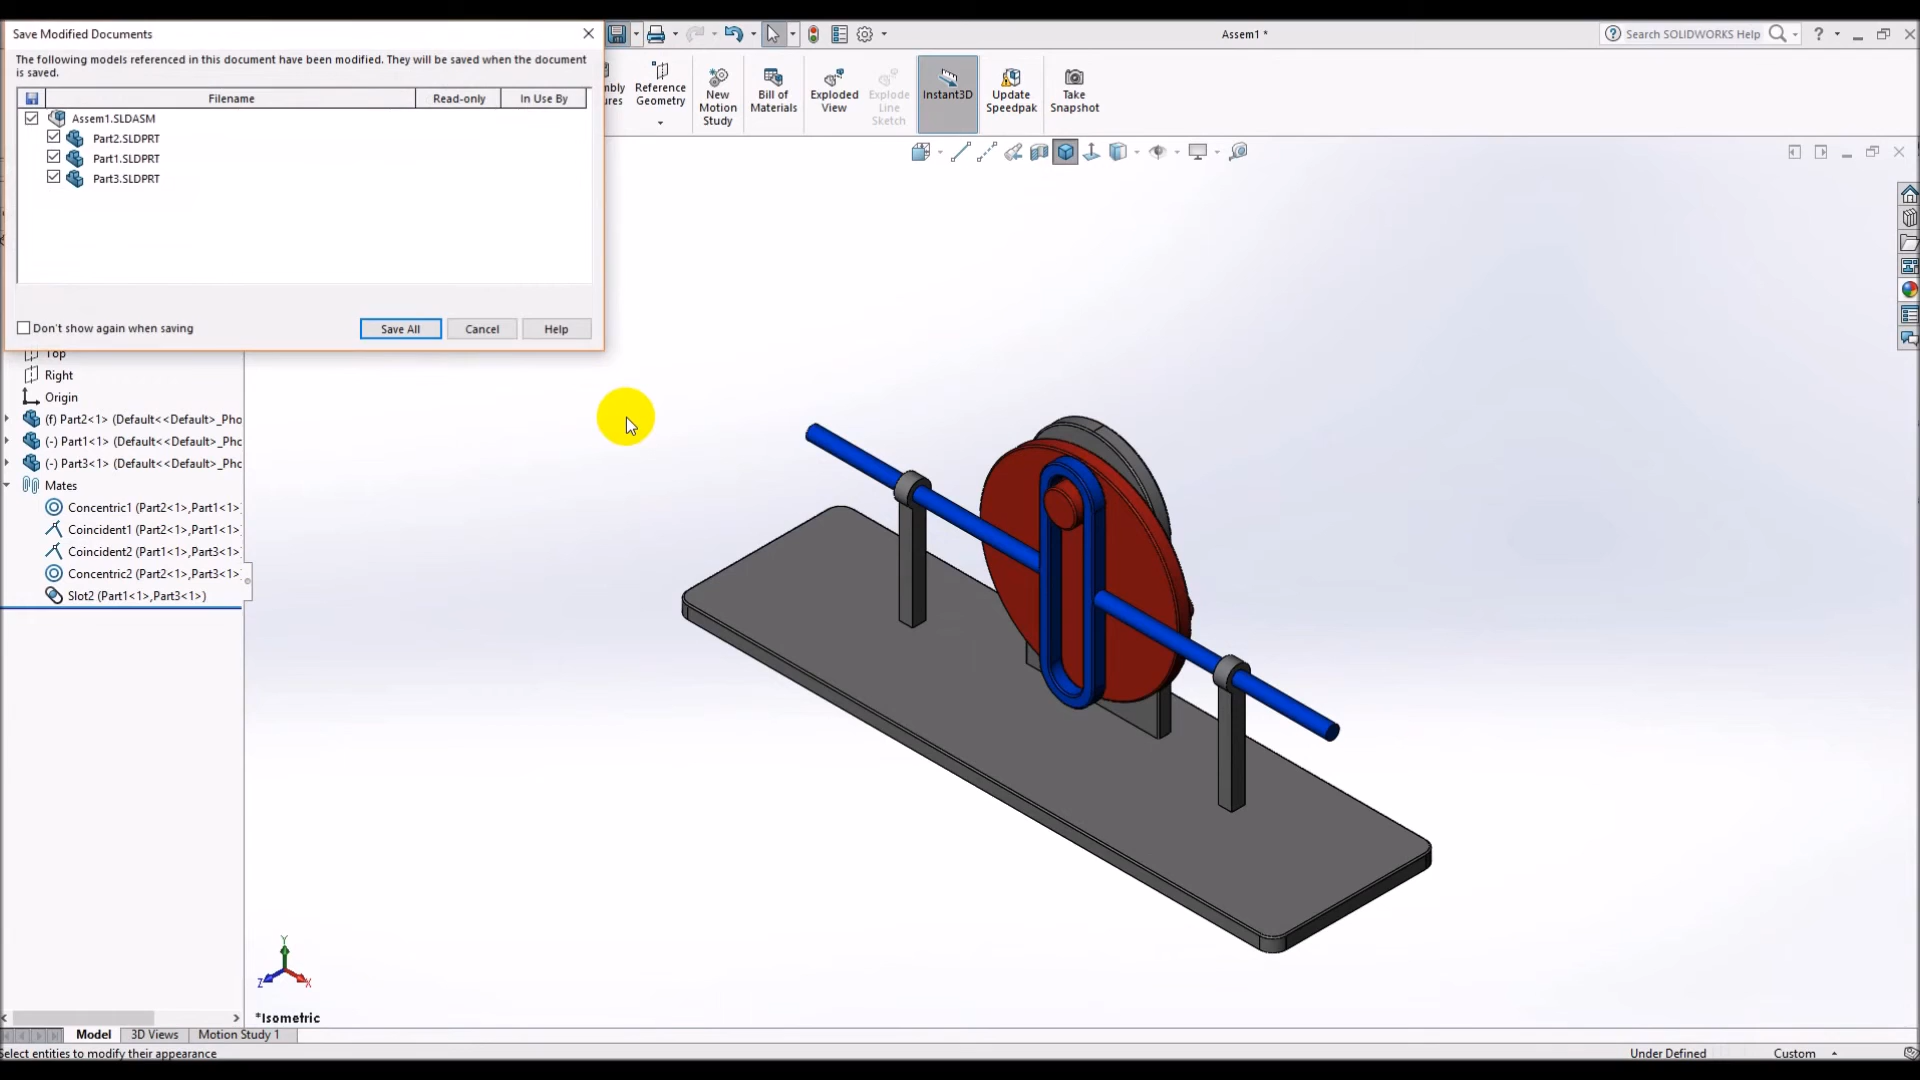 Save Modified Documents
The following models referenced in this document have been modified. They will be saved when the document
is saved.
Filename Read-only In Use By
Assem1.SLDASM
Part2.SLDPRT
Part1.SLDPRT
Part3.SLDPRT
Don't show again when saving
Save All Cancel Help
Assem1 *
Search SOLIDWORKS Help
?
Reference
Geometry
New
Motion
Study
Bill of
Materials
Exploded
View
Explode
Line
Sketch
Instant3D
Update
Speedpak
Take
Snapshot
Top
Right
Origin
(f) Part2<1> (Default<<Default>_Pho
(-) Part1<1> (Default<<Default>_Phc
(-) Part3<1> (Default<<Default>_Phc
Mates
Concentric1 (Part2<1>,Part1<1>
Coincident1 (Part2<1>,Part1<1>
Coincident2 (Part1<1>,Part3<1>
Concentric2 (Part2<1>,Part3<1>
Slot2 (Part1<1>,Part3<1>)
Y
Z X
*Isometric
Model 3D Views Motion Study 1
Select entities to modify their appearance
Under Defined Custom